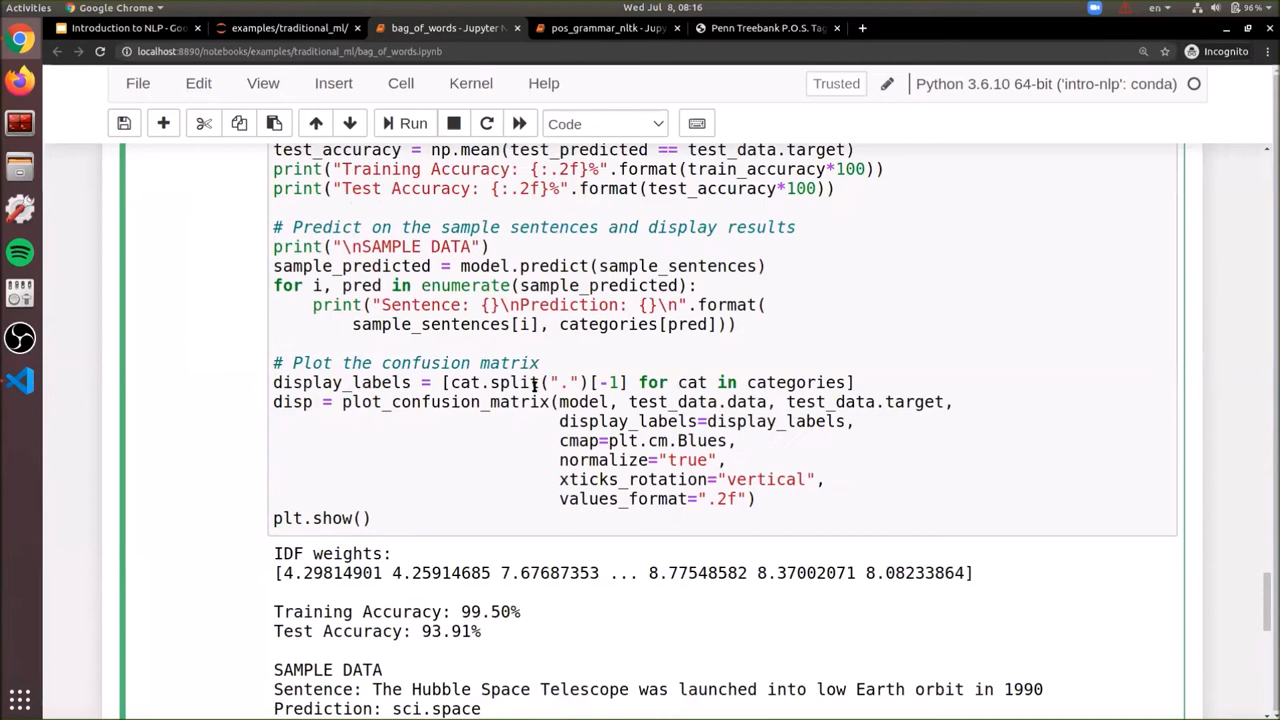 Activities
Google Chrome
Wed Jul 8, 08:16
en
96 %
Introduction to NLP - Goo
examples/traditional_ml/
bag_of_words - Jupyter N
pos_grammar_nltk - Jupy
Penn Treebank P.O.S. Tag
localhost:8890/notebooks/examples/traditional_ml/bag_of_words.ipynb
Incognito
File Edit View Insert Cell Kernel Help
Trusted
Python 3.6.10 64-bit ('intro-nlp': conda)
Run
Code
test_accuracy = np.mean(test_predicted == test_data.target)
print("Training Accuracy: {:.2f}%".format(train_accuracy*100))
print("Test Accuracy: {:.2f}%".format(test_accuracy*100))
# Predict on the sample sentences and display results
print("\nSAMPLE DATA")
sample_predicted = model.predict(sample_sentences)
for i, pred in enumerate(sample_predicted):
print("Sentence: {}\nPrediction: {}\n".format(
sample_sentences[i], categories[pred]))
# Plot the confusion matrix
display_labels = [cat.split(".")[-1] for cat in categories]
disp = plot_confusion_matrix(model, test_data.data, test_data.target,
display_labels=display_labels,
cmap=plt.cm.Blues,
normalize="true",
xticks_rotation="vertical",
values_format=".2f")
plt.show()
IDF weights:
[4.29814901 4.25914685 7.67687353 ... 8.77548582 8.37002071 8.08233864]
Training Accuracy: 99.50%
Test Accuracy: 93.91%
SAMPLE DATA
Sentence: The Hubble Space Telescope was launched into low Earth orbit in 1990
Prediction: sci.space